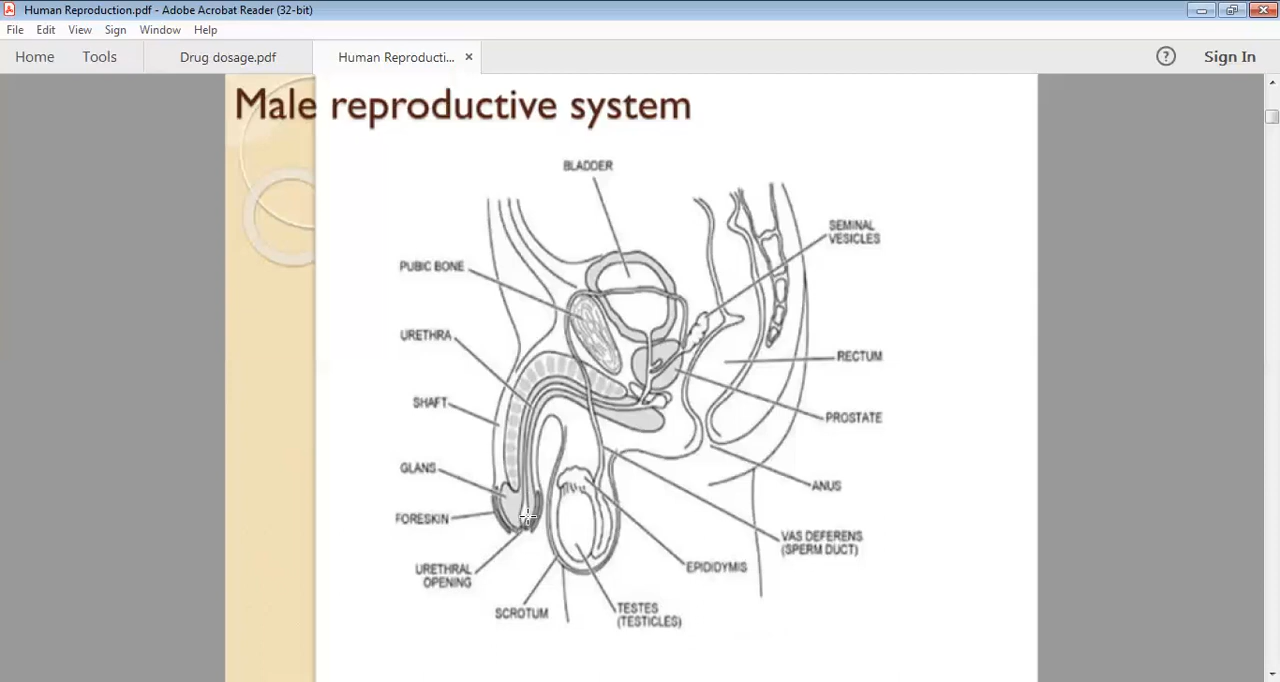 Human Reproduction.pdf - Adobe Acrobat Reader (32-bit)
File Edit View Sign Window Help
Home Tools Drug dosage.pdf Human Reproducti... × ? Sign In
Male reproductive system
BLADDER
SEMINAL
VESICLES
PUBIC BONE
URETHRA
RECTUM
SHAFT
PROSTATE
GLANS
ANUS
FORESKIN
VAS DEFERENS
(SPERM DUCT)
EPIDIDYMIS
URETHRAL
OPENING
SCROTUM
TESTES
(TESTICLES)